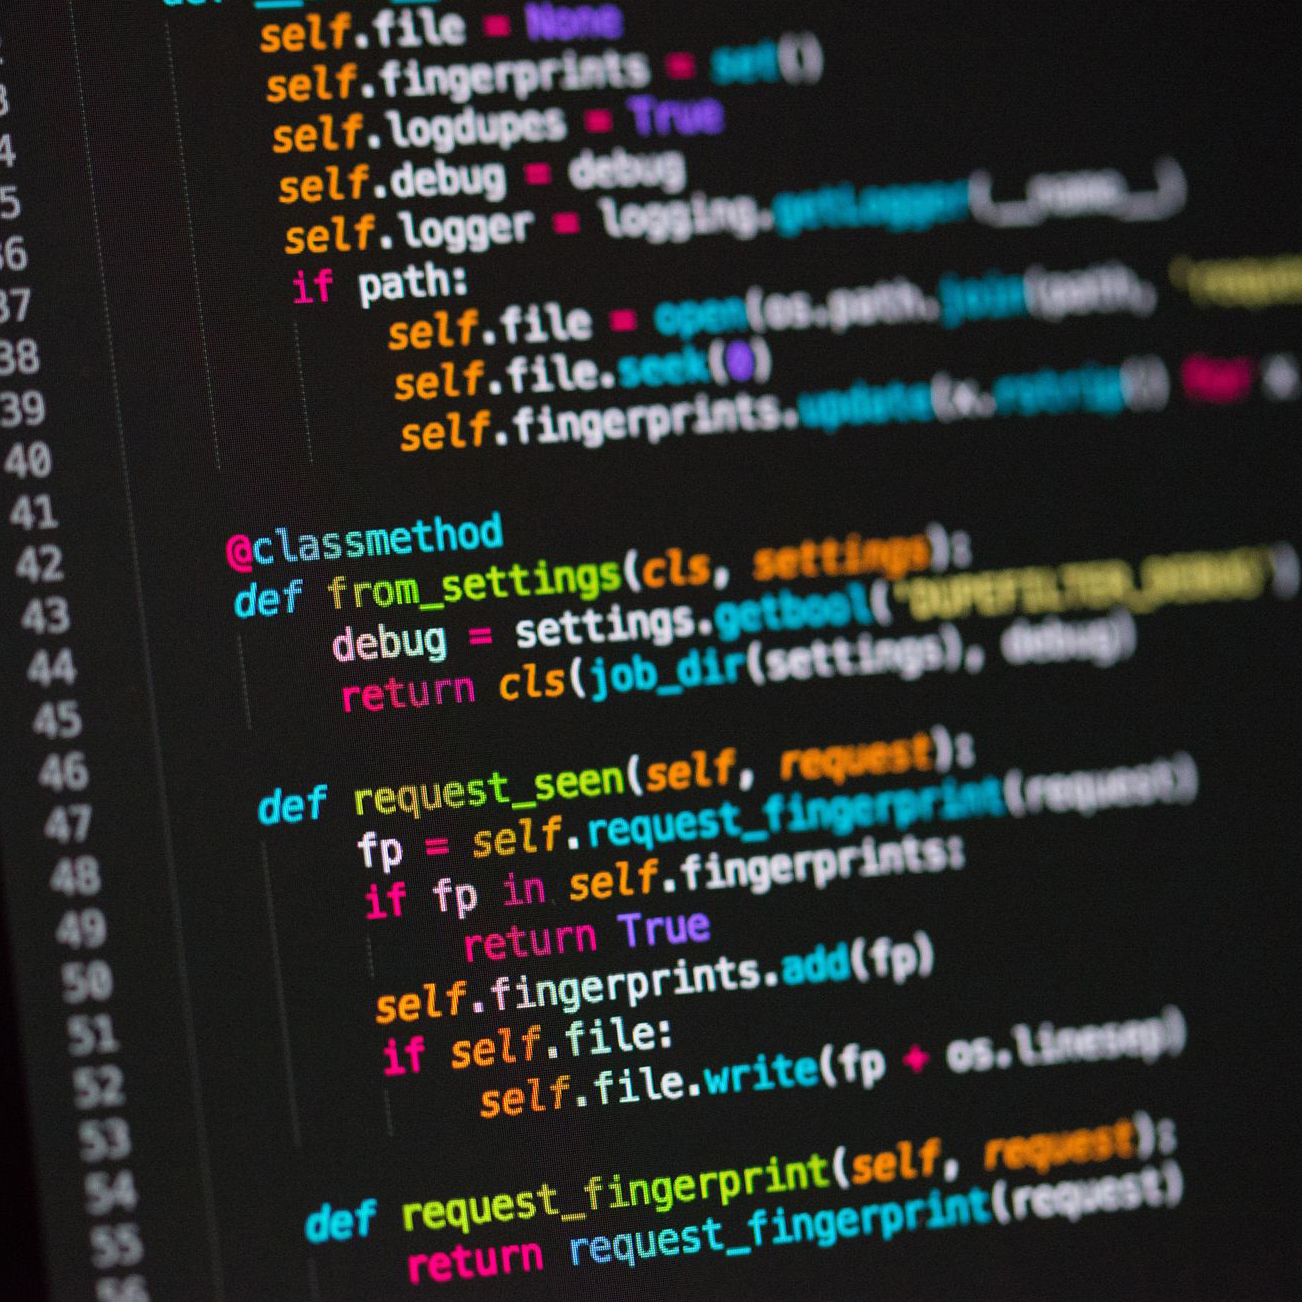 self.file = None
3 self.fingerprints = set()
4 self.logdupes = True
5 self.debug = debug
36 self.logger = logging.getLogger(__name__)
37 if path:
38 self.file = open(os.path.join(path,
39 self.file.seek(0)
40 self.fingerprints.update(x.rstrip() for x
41
42 @classmethod
43 def from_settings(cls, settings):
44 debug = settings.getbool('DUPEFILTER_DEBUG')
45 return cls(job_dir(settings), debug)
46
47 def request_seen(self, request):
48 fp = self.request_fingerprint(request)
49 if fp in self.fingerprints:
50 return True
51 self.fingerprints.add(fp)
52 if self.file:
53 self.file.write(fp + os.linesep)
54
55 def request_fingerprint(self, request):
56 return request_fingerprint(request)